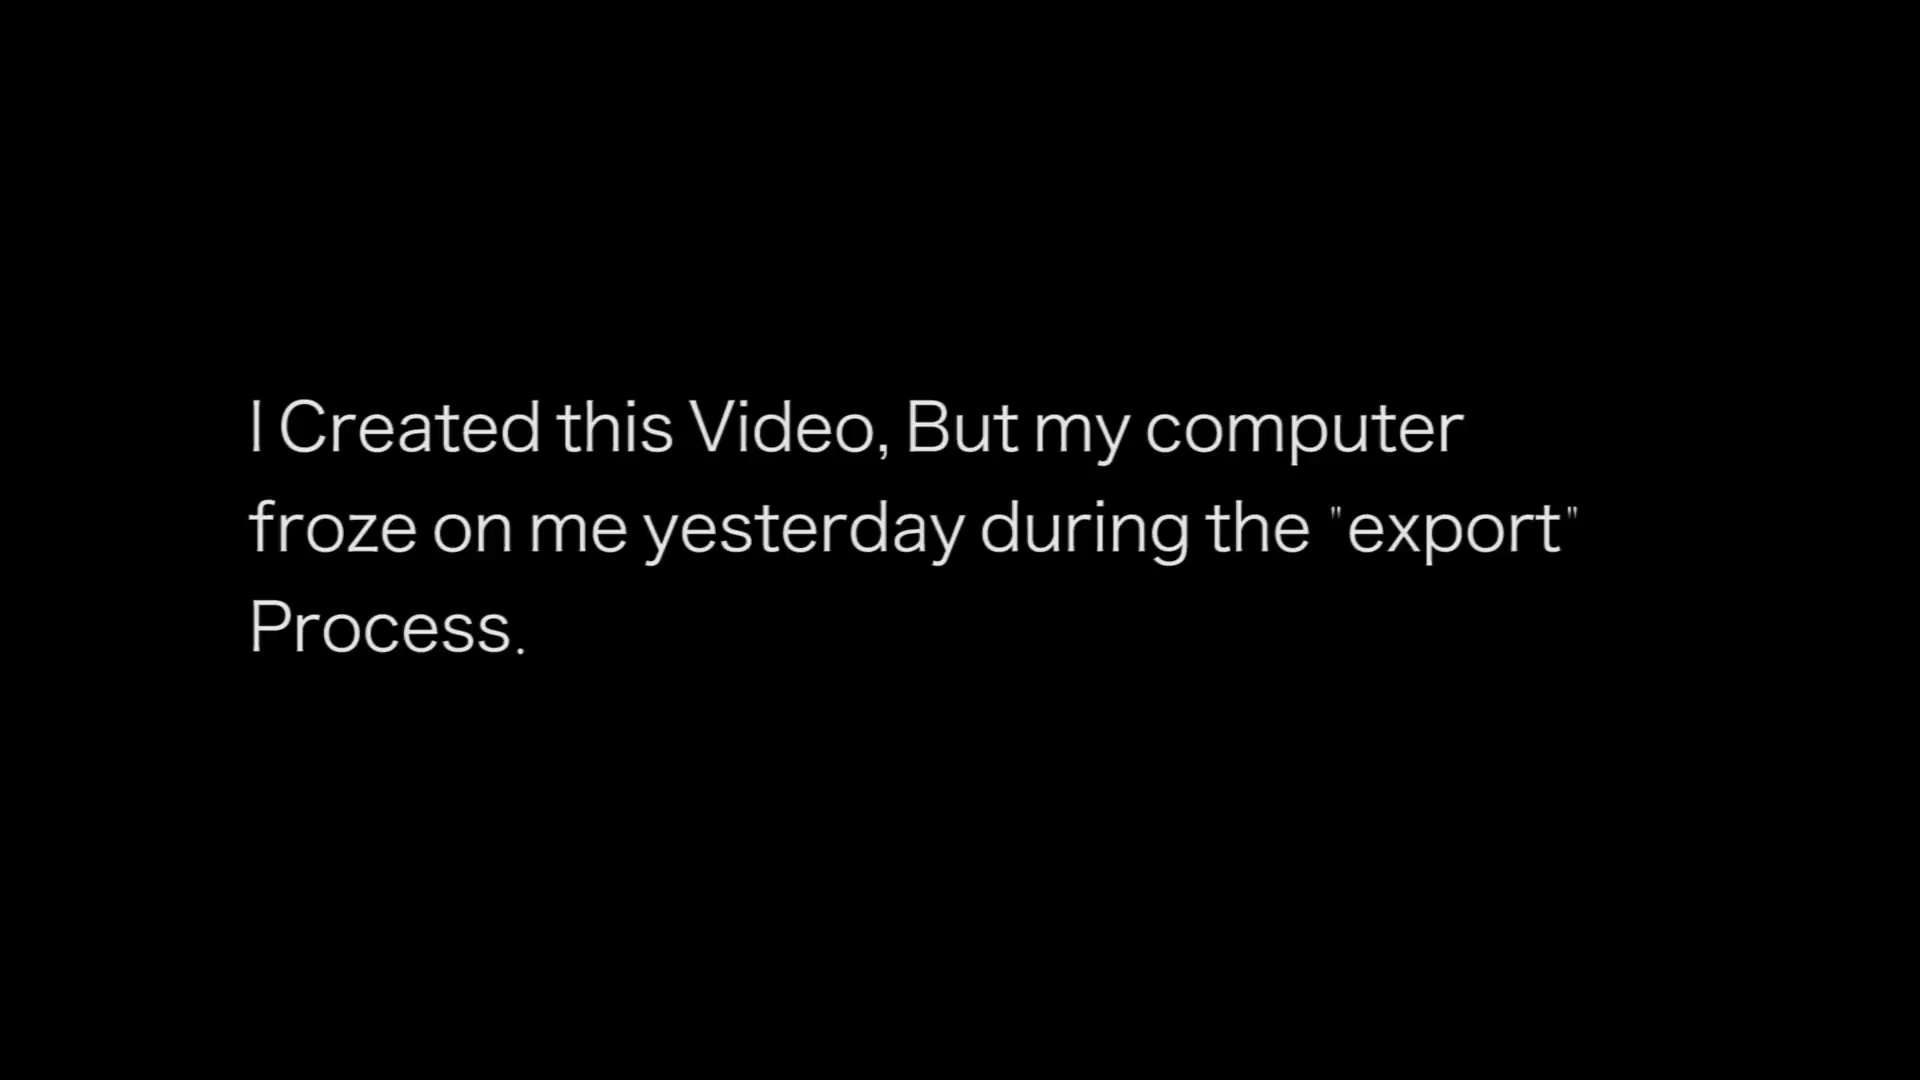 I Created this Video, But my computer
froze on me yesterday during the "export"
Process.